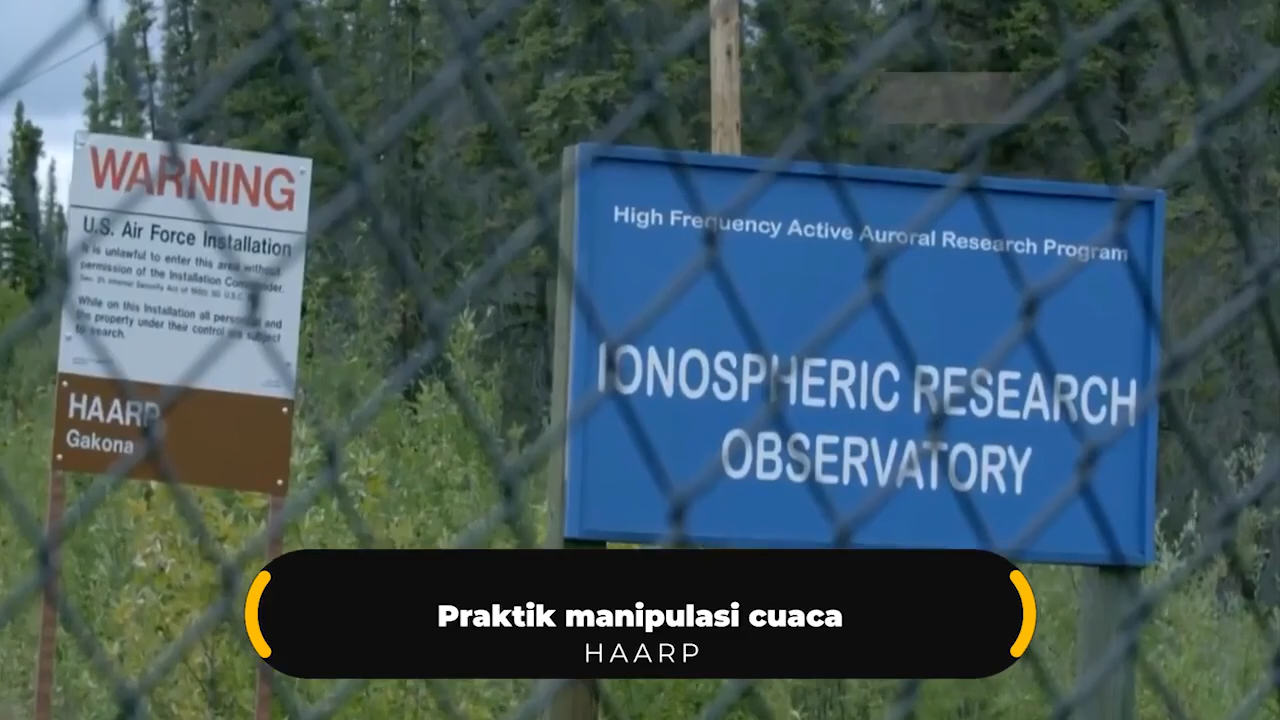 WARNING
U.S. Air Force Installation
It is unlawful to enter this area without
permission of the Installation Commander.
While on this Installation all personnel and
the property under their control are subject
to search.
HAARP
Gakona
High Frequency Active Auroral Research Program
IONOSPHERIC RESEARCH
OBSERVATORY
Praktik manipulasi cuaca
HAARP